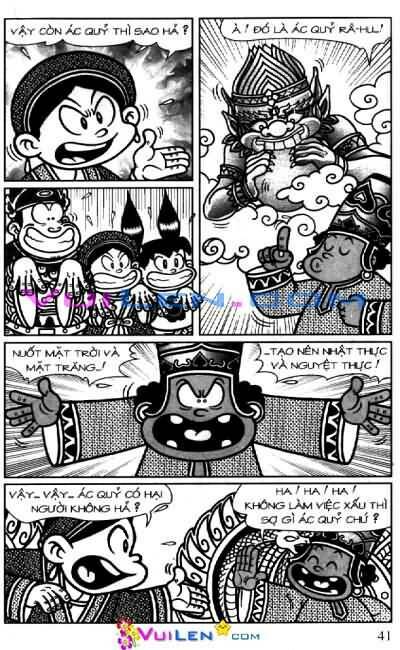 VẬY CÒN ÁC QUỶ THÌ SAO HẢ?
À! ĐÓ LÀ ÁC QUỶ RÂ-HU...!
VuiLEN.COM
NUỐT MẶT TRỜI VÀ
MẶT TRĂNG...!
...TẠO NÊN NHẬT THỰC
VÀ NGUYỆT THỰC!
VẬY... VẬY... ÁC QUỶ CÓ HẠI
NGƯỜI KHÔNG HẢ?
HA! HA! HA!
KHÔNG LÀM VIỆC XẤU THÌ
SỢ GÌ ÁC QUỶ CHỨ?
41
VuiLEN.COM